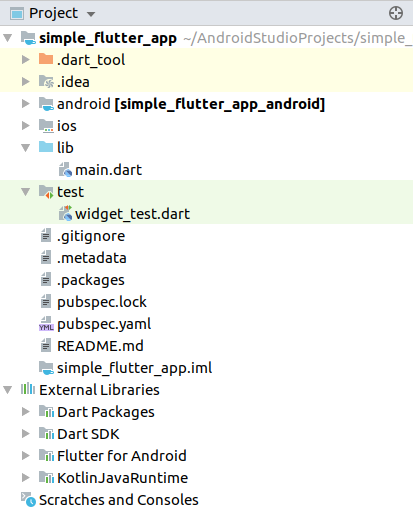 Project
simple_flutter_app ~/AndroidStudioProjects/simple_
.dart_tool
.idea
android [simple_flutter_app_android]
ios
lib
main.dart
test
widget_test.dart
.gitignore
.metadata
.packages
pubspec.lock
YML pubspec.yaml
README.md
simple_flutter_app.iml
External Libraries
Dart Packages
Dart SDK
Flutter for Android
KotlinJavaRuntime
Scratches and Consoles